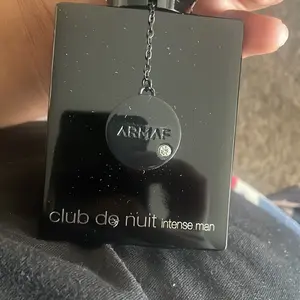 ARMAF
club de nuit intense man